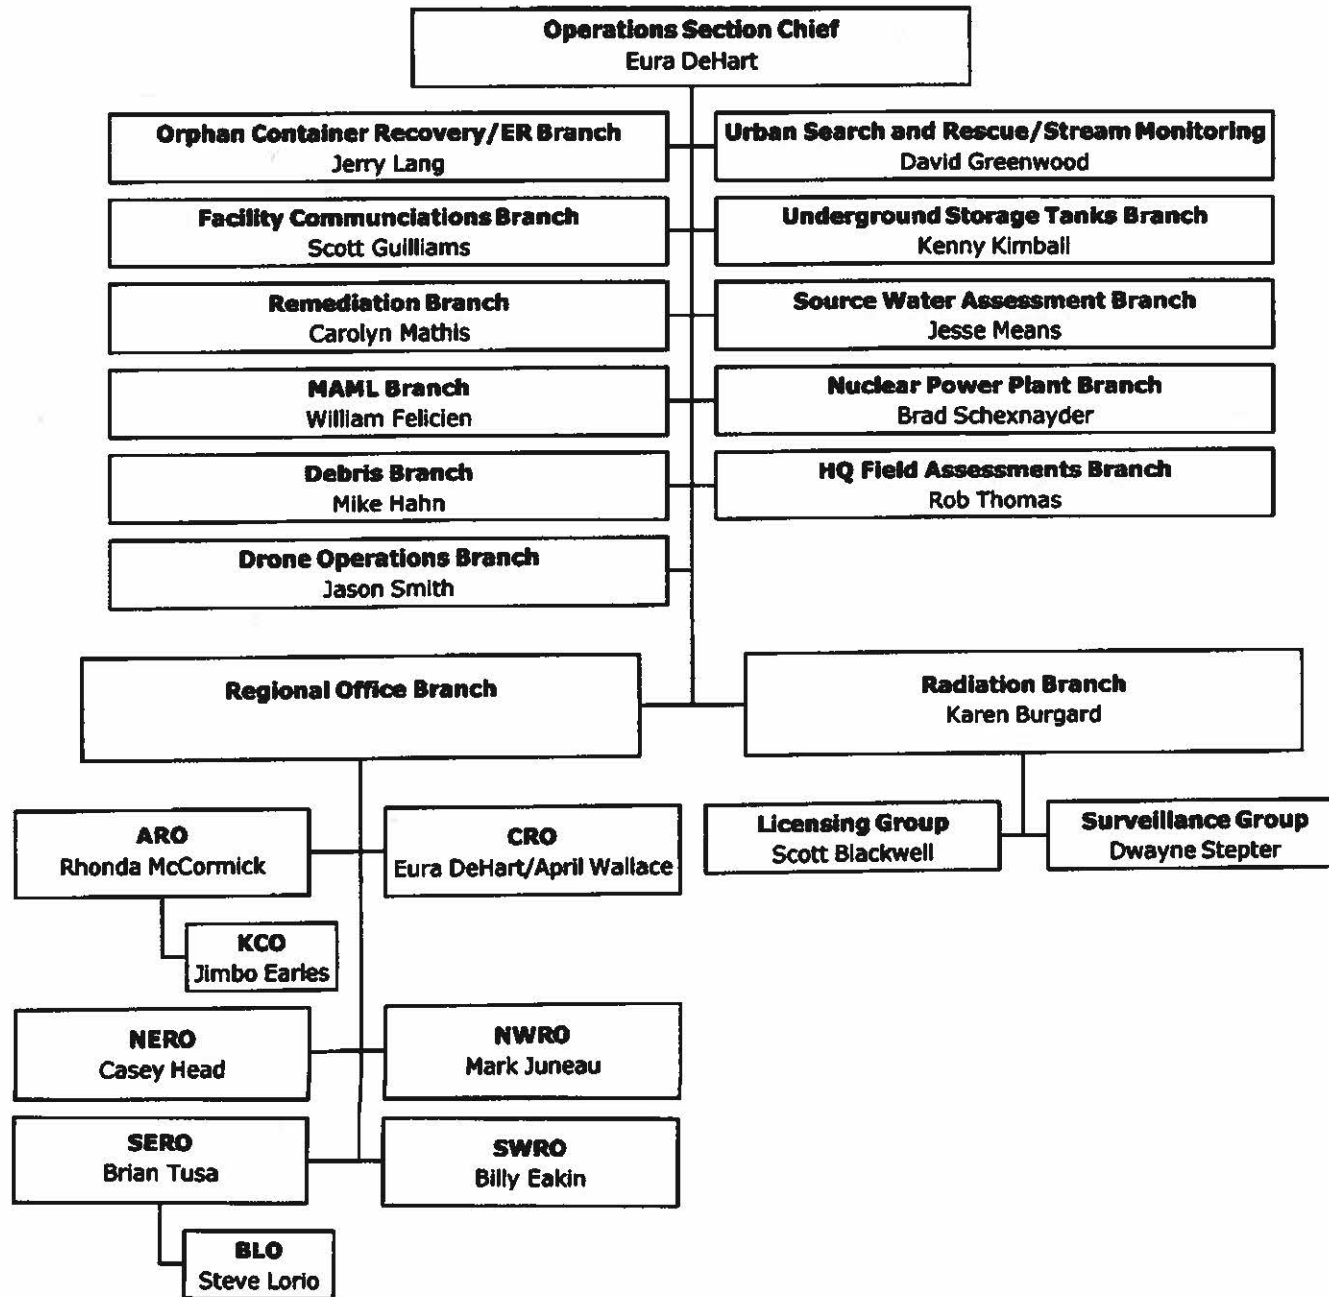 Operations Section Chief
Eura DeHart
Orphan Container Recovery/ER Branch
Jerry Lang
Urban Search and Rescue/Stream Monitoring
David Greenwood
Facility Communciations Branch
Scott Guilliams
Underground Storage Tanks Branch
Kenny Kimball
Remediation Branch
Carolyn Mathis
Source Water Assessment Branch
Jesse Means
MAML Branch
William Felicien
Nuclear Power Plant Branch
Brad Schexnayder
Debris Branch
Mike Hahn
HQ Field Assessments Branch
Rob Thomas
Drone Operations Branch
Jason Smith
Regional Office Branch
Radiation Branch
Karen Burgard
ARO
Rhonda McCormick
CRO
Eura DeHart/April Wallace
Licensing Group
Scott Blackwell
Surveillance Group
Dwayne Stepter
KCO
Jimbo Earles
NERO
Casey Head
NWRO
Mark Juneau
SERO
Brian Tusa
SWRO
Billy Eakin
BLO
Steve Lorio